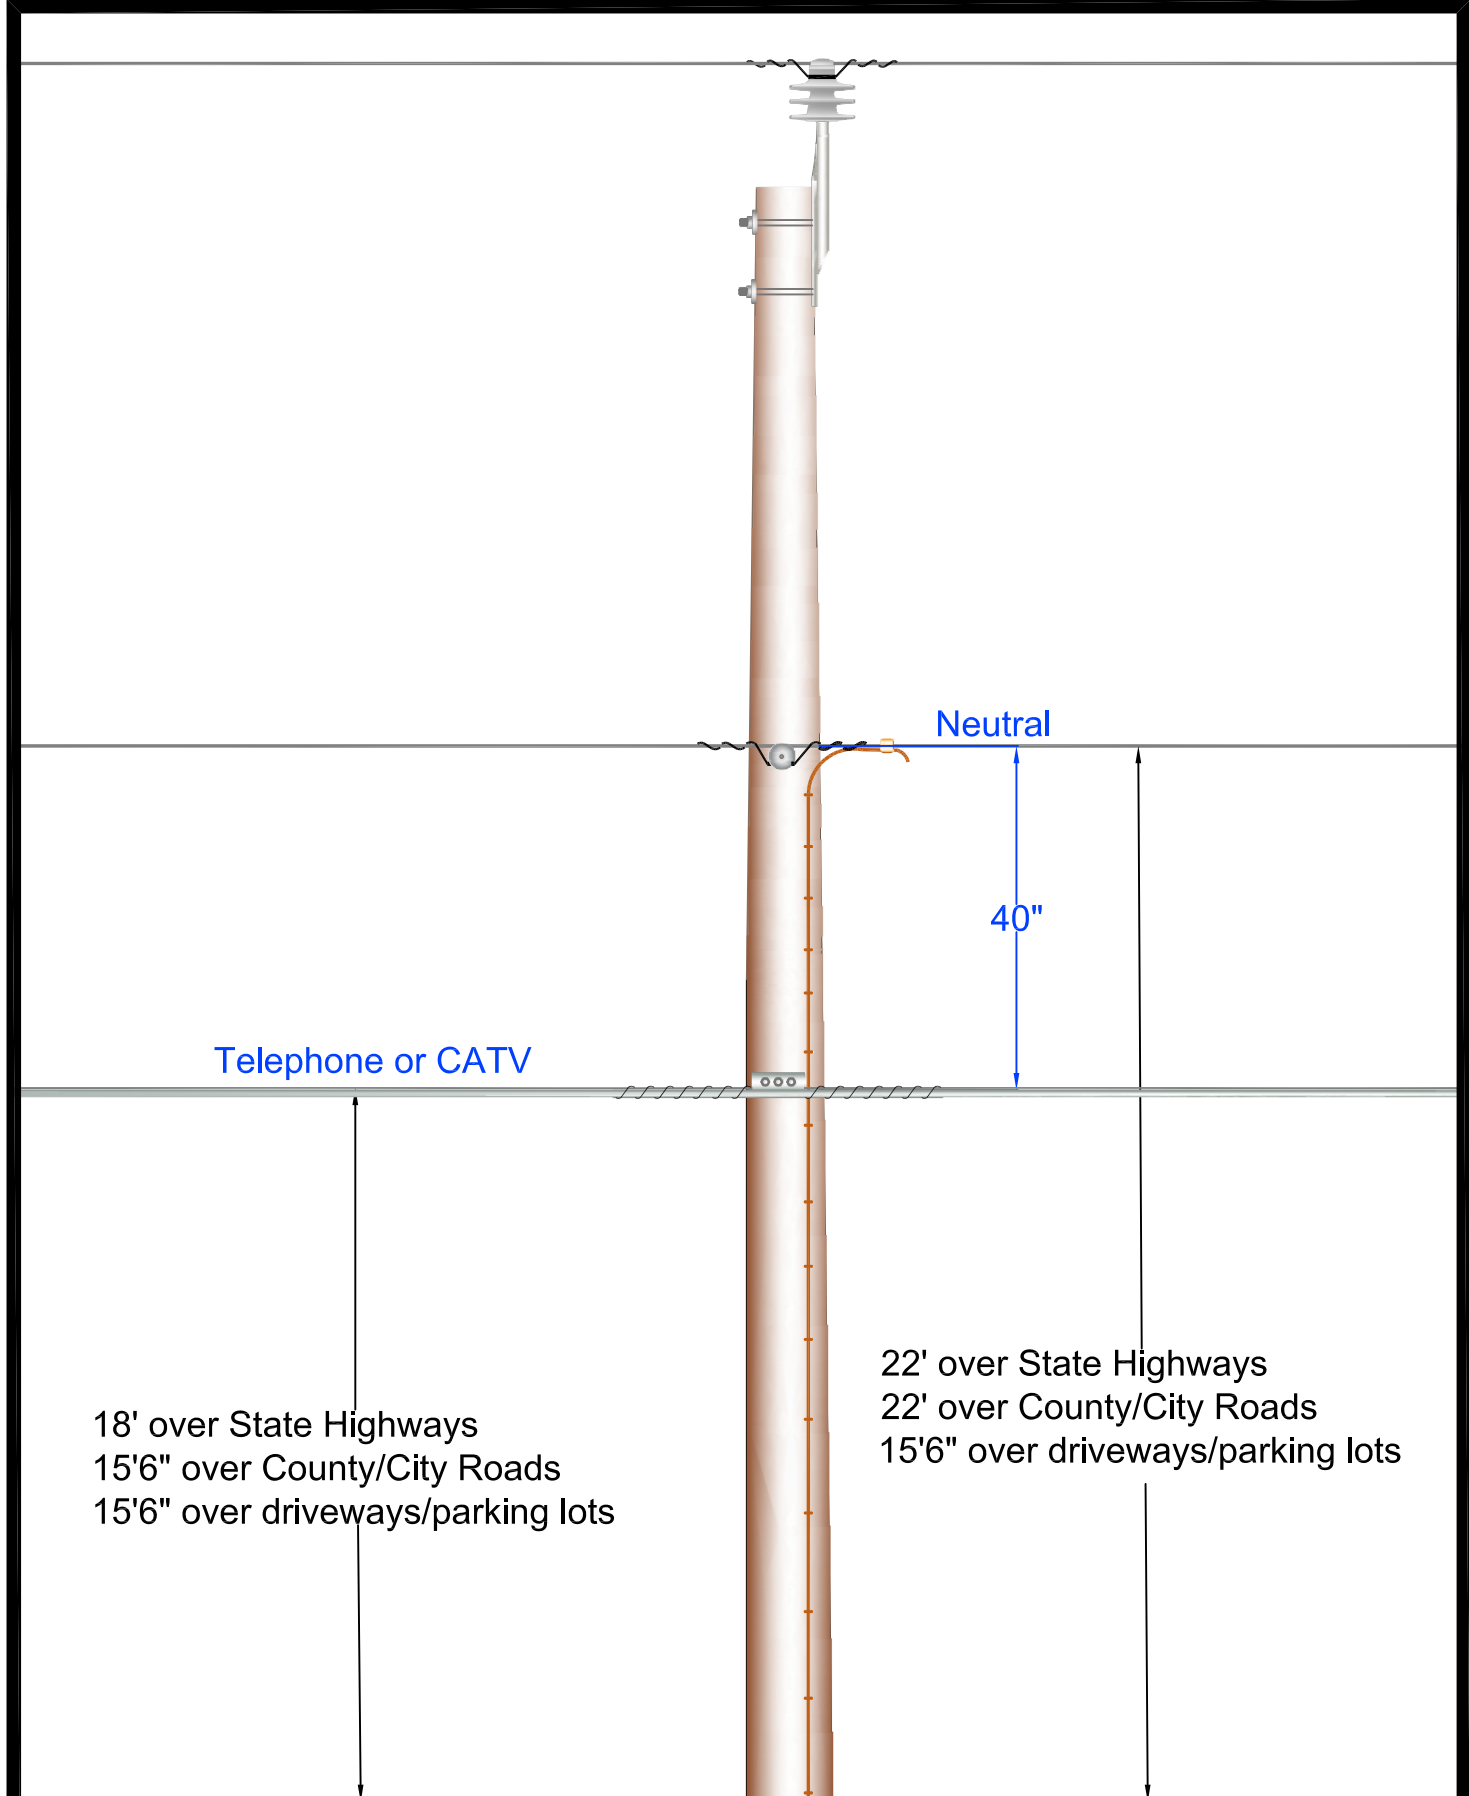 Neutral
40"
Telephone or CATV
22' over State Highways
22' over County/City Roads
15'6" over driveways/parking lots
18' over State Highways
15'6" over County/City Roads
15'6" over driveways/parking lots